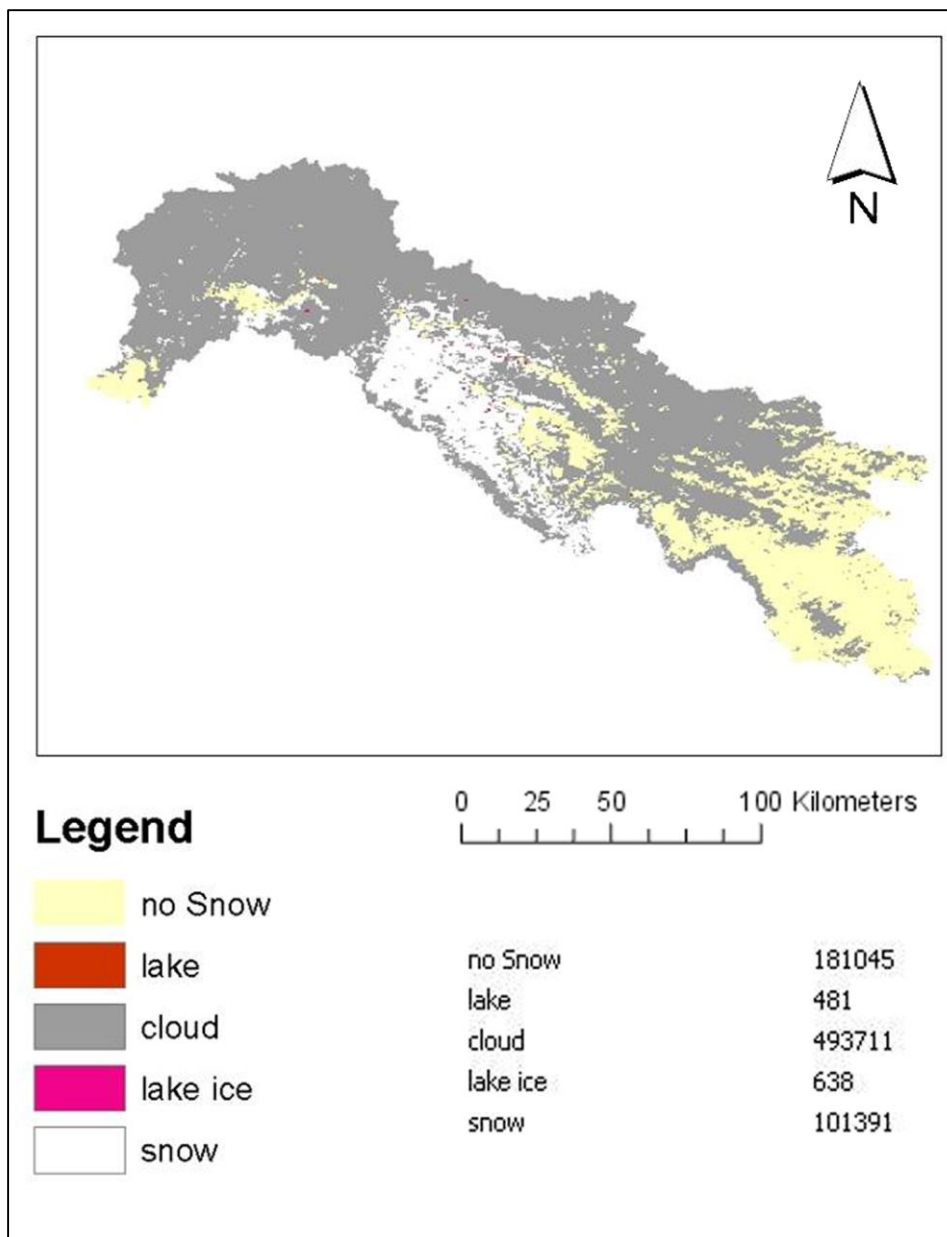 N
0 25 50 100 Kilometers
Legend
no Snow
lake
cloud
lake ice
snow
no Snow 181045
lake 481
cloud 493711
lake ice 638
snow 101391